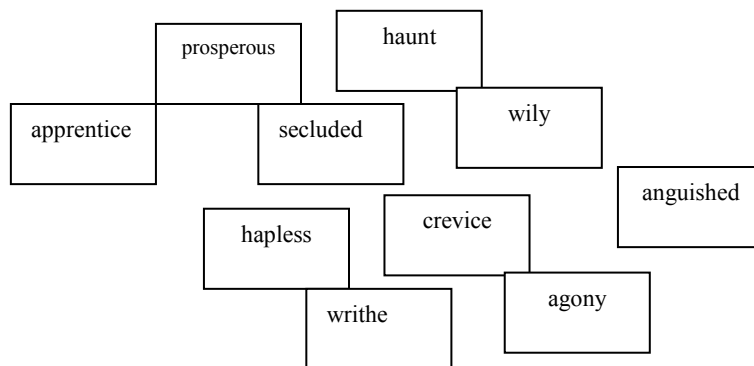 prosperous
haunt
apprentice
secluded
wily
anguished
hapless
crevice
writhe
agony